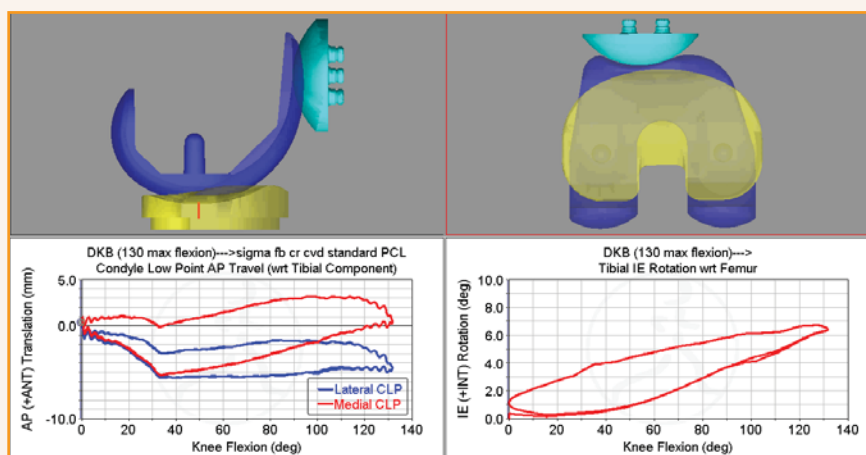 DKB (130 max flexion)--->sigma fb cr cvd standard PCL
Condyle Low Point AP Travel (wrt Tibial Component)
AP (+ANT) Translation (mm)
5.0
0.0
-10.0
Lateral CLP
Medial CLP
0 20 40 60 80 100 120 140
Knee Flexion (deg)
DKB (130 max flexion)--->
Tibial IE Rotation wrt Femur
IE (+INT) Rotation (deg)
10.0
8.0
6.0
4.0
2.0
0.0
0 20 40 60 80 100 120 140
Knee Flexion (deg)